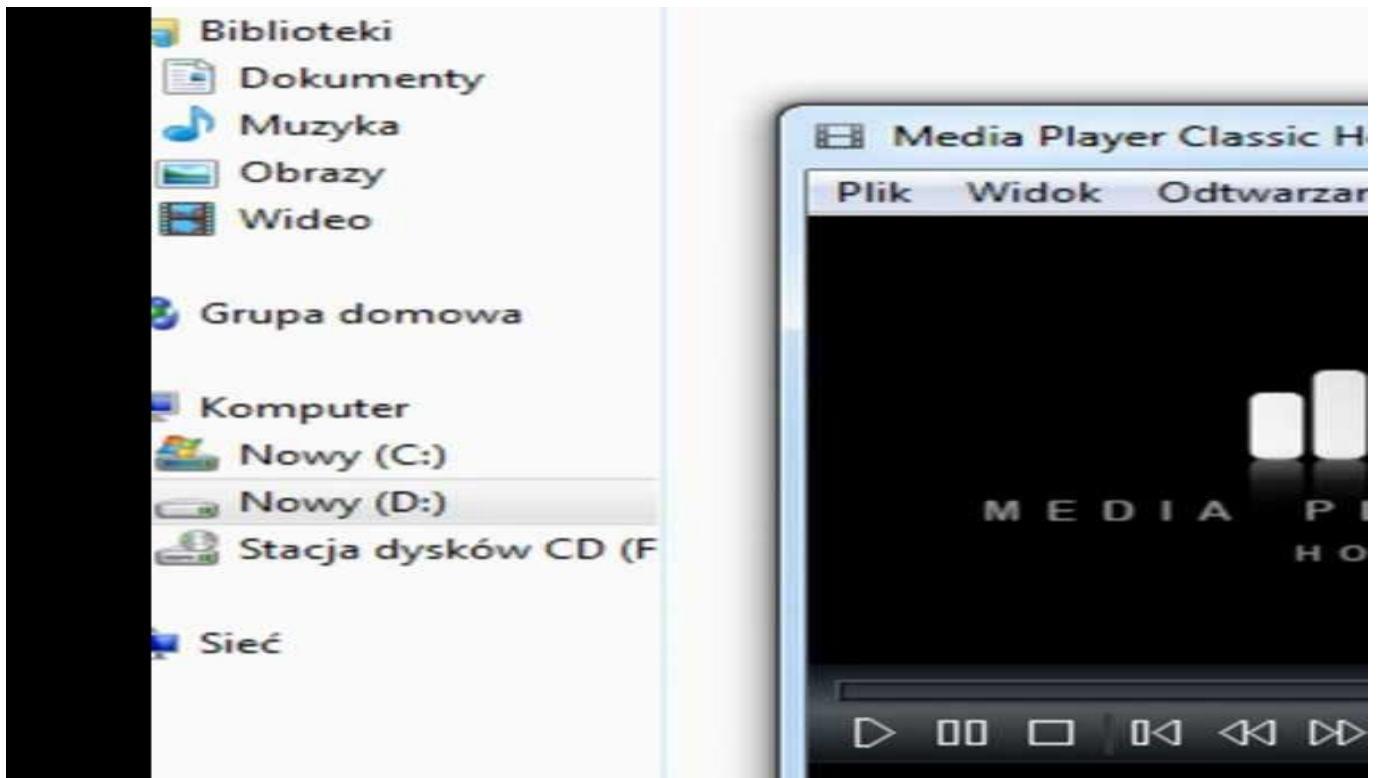 Biblioteki
Dokumenty
Muzyka
Obrazy
Wideo
Grupa domowa
Komputer
Nowy (C:)
Nowy (D:)
Stacja dysków CD (F
Sieć
Media Player Classic H
Plik Widok Odtwarzan
MEDIA PL
HO